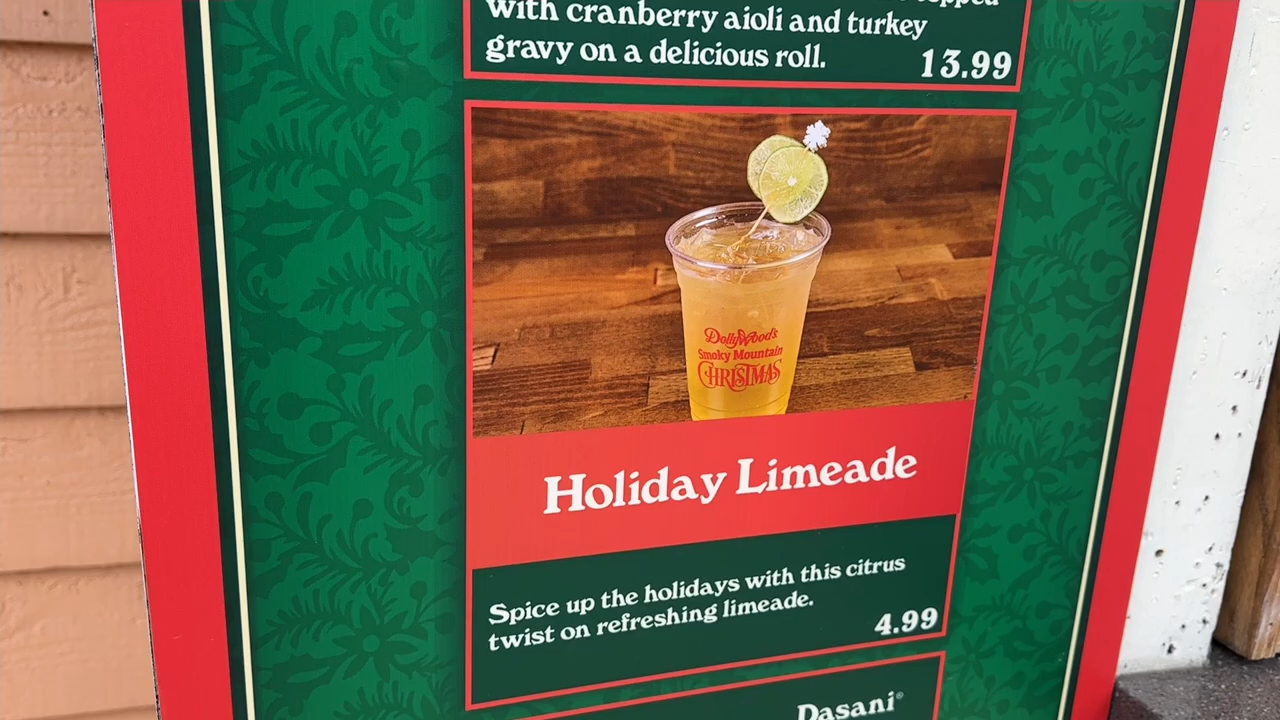 with cranberry aioli and turkey
gravy on a delicious roll.
13.99
DollyWood's
Smoky Mountain
CHRISTMAS
Holiday Limeade
Spice up the holidays with this citrus
twist on refreshing limeade.
4.99
Dasani®